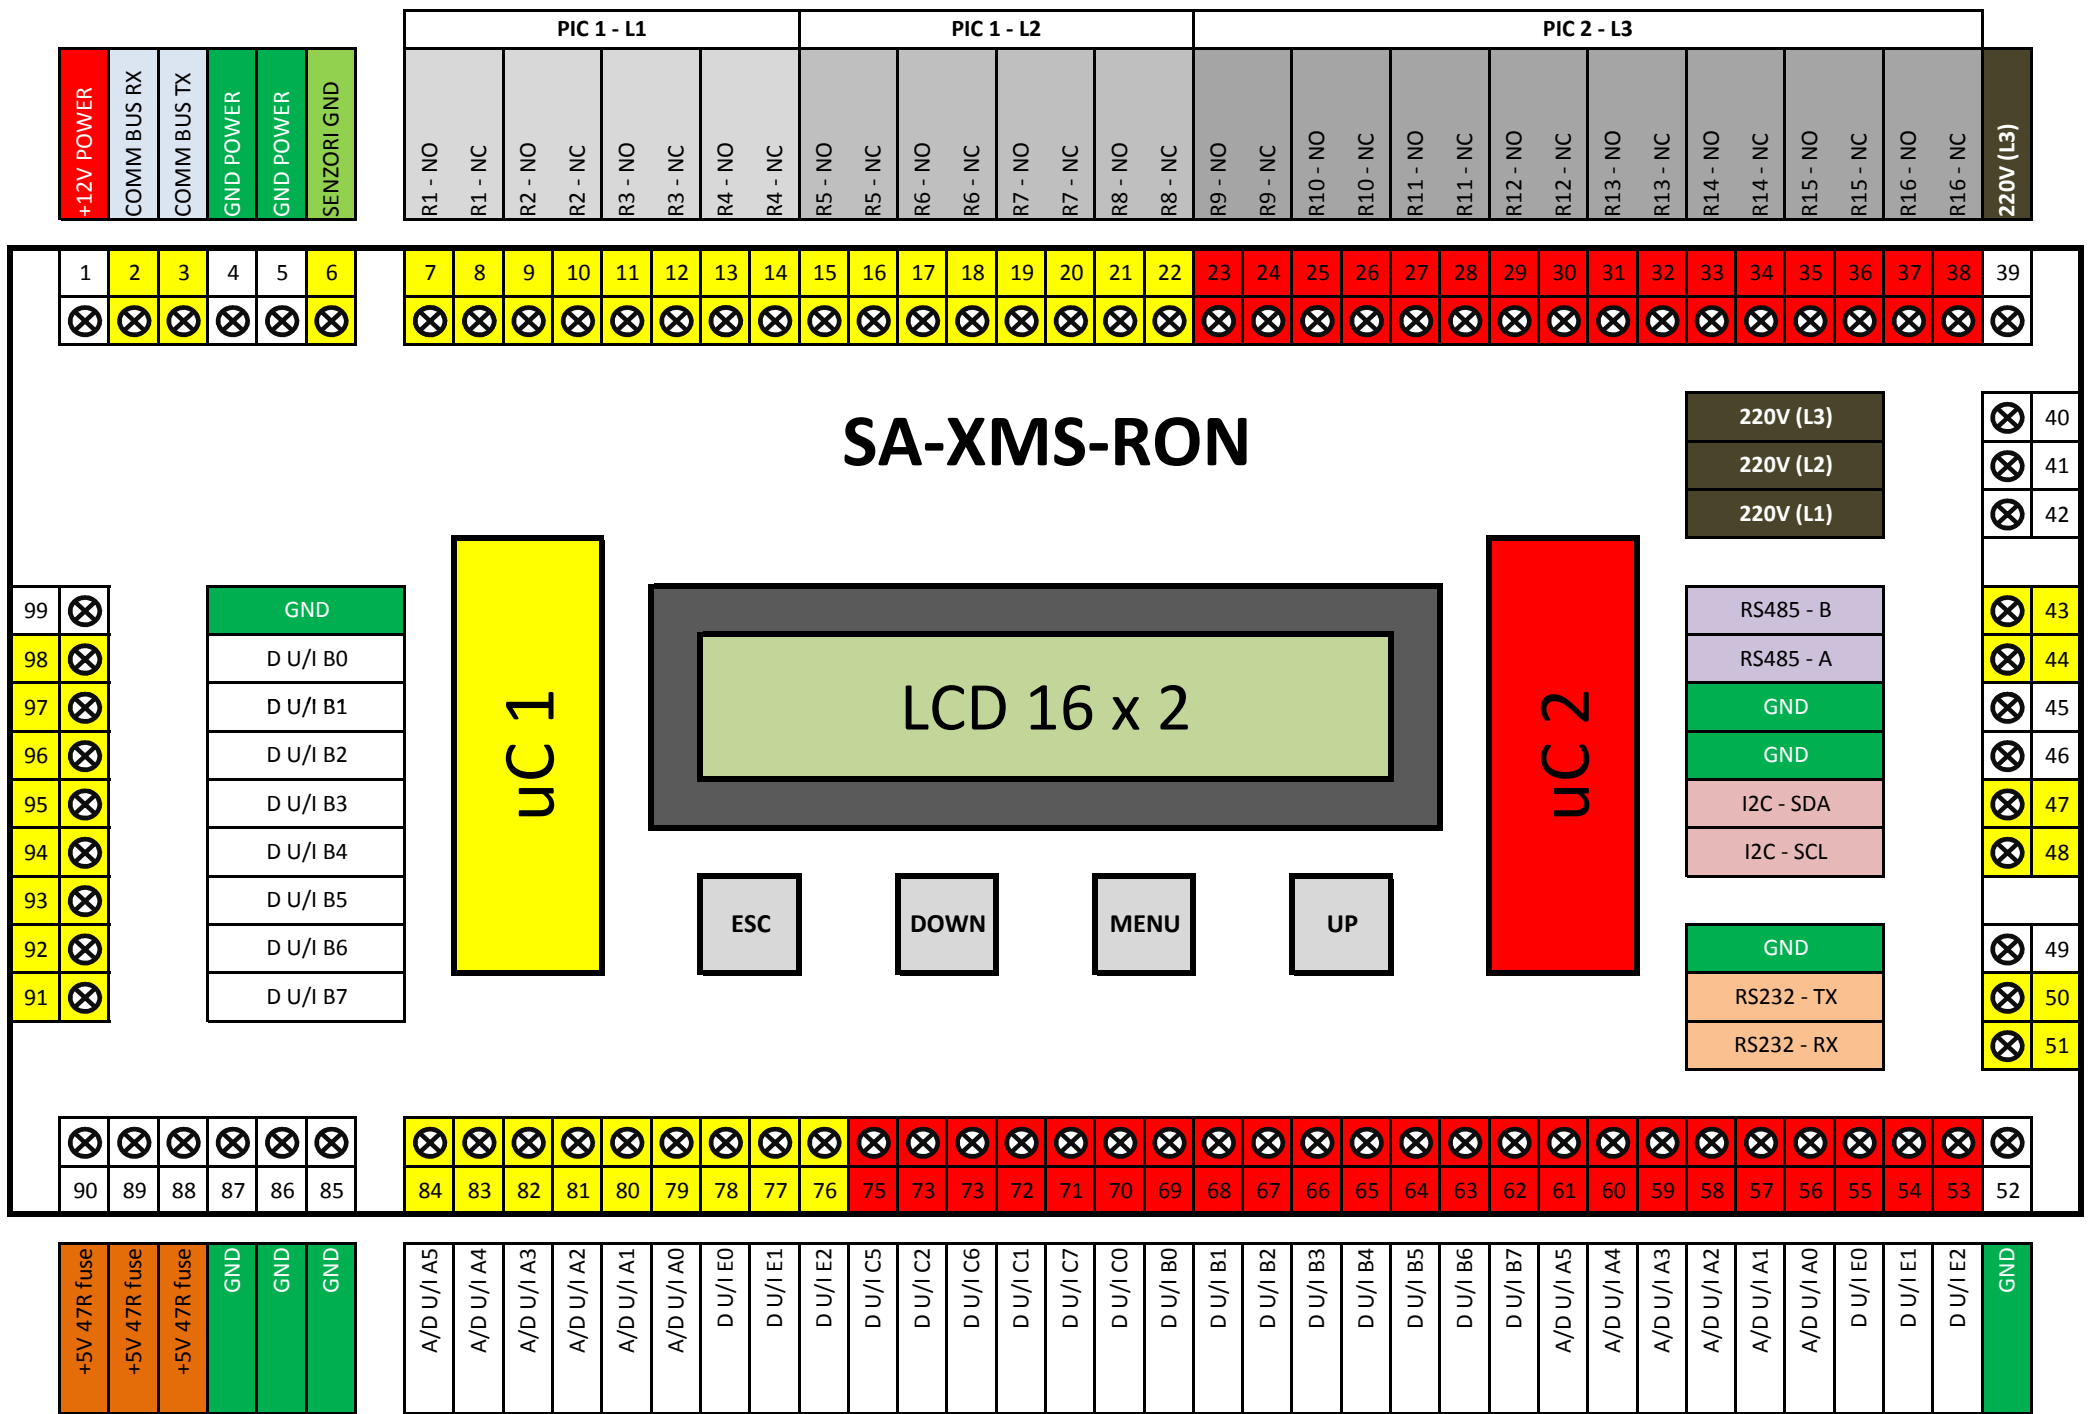 PIC 1 - L1 PIC 1 - L2 PIC 2 - L3
+12V POWER
COMM BUS RX
COMM BUS TX
GND POWER
GND POWER
SENZORI GND
R1 - NO
R1 - NC
R2 - NO
R2 - NC
R3 - NO
R3 - NC
R4 - NO
R4 - NC
R5 - NO
R5 - NC
R6 - NO
R6 - NC
R7 - NO
R7 - NC
R8 - NO
R8 - NC
R9 - NO
R9 - NC
R10 - NO
R10 - NC
R11 - NO
R11 - NC
R12 - NO
R12 - NC
R13 - NO
R13 - NC
R14 - NO
R14 - NC
R15 - NO
R15 - NC
R16 - NO
R16 - NC
220V (L3)
1 2 3 4 5 6 7 8 9 10 11 12 13 14 15 16 17 18 19 20 21 22 23 24 25 26 27 28 29 30 31 32 33 34 35 36 37 38 39
SA-XMS-RON
220V (L3) 40
220V (L2) 41
220V (L1) 42
99 GND
98 D U/I B0
97 D U/I B1
96 D U/I B2
95 D U/I B3
94 D U/I B4
93 D U/I B5
92 D U/I B6
91 D U/I B7
uC 1
LCD 16 x 2
ESC DOWN MENU UP
uC 2
RS485 - B 43
RS485 - A 44
GND 45
GND 46
I2C - SDA 47
I2C - SCL 48
GND 49
RS232 - TX 50
RS232 - RX 51
90 89 88 87 86 85 84 83 82 81 80 79 78 77 76 75 73 73 72 71 70 69 68 67 66 65 64 63 62 61 60 59 58 57 56 55 54 53 52
+5V 47R fuse
+5V 47R fuse
+5V 47R fuse
GND
GND
GND
A/D U/I A5
A/D U/I A4
A/D U/I A3
A/D U/I A2
A/D U/I A1
A/D U/I A0
D U/I E0
D U/I E1
D U/I E2
D U/I C5
D U/I C2
D U/I C6
D U/I C1
D U/I C7
D U/I C0
D U/I B0
D U/I B1
D U/I B2
D U/I B3
D U/I B4
D U/I B5
D U/I B6
D U/I B7
A/D U/I A5
A/D U/I A4
A/D U/I A3
A/D U/I A2
A/D U/I A1
A/D U/I A0
D U/I E0
D U/I E1
D U/I E2
GND